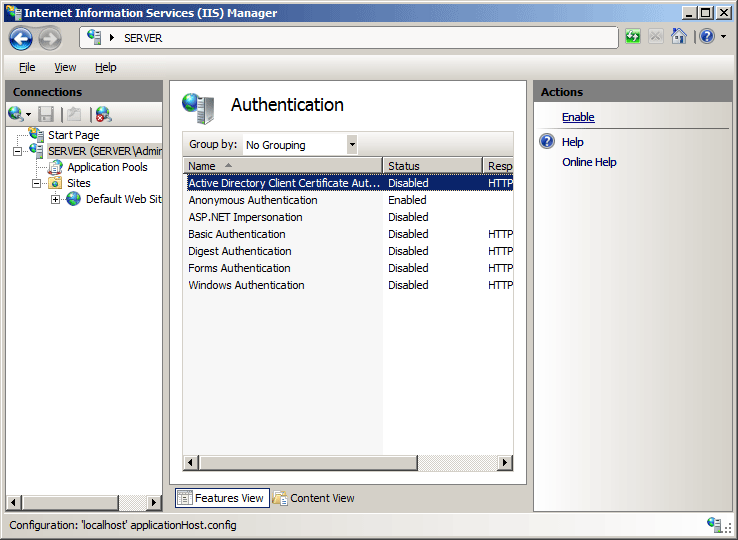 Internet Information Services (IIS) Manager
SERVER
File View Help
Connections
Start Page
SERVER (SERVER\Admin
Application Pools
Sites
Default Web Sit
Authentication
Group by: No Grouping
Name Status Resp
Active Directory Client Certificate Aut... Disabled HTTP
Anonymous Authentication Enabled
ASP.NET Impersonation Disabled
Basic Authentication Disabled HTTP
Digest Authentication Disabled HTTP
Forms Authentication Disabled HTTP
Windows Authentication Disabled HTTP
Features View Content View
Actions
Enable
Help
Online Help
Configuration: 'localhost' applicationHost.config